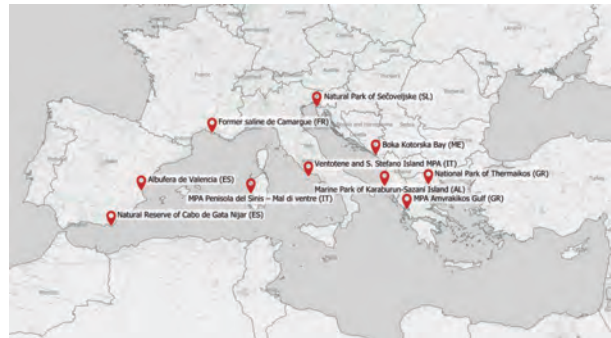 Natural Park of Sečoveljske (SL)
Former saline de Camargue (FR)
Boka Kotorska Bay (ME)
Ventotene and S. Stefano Island MPA (IT)
Albufera de Valencia (ES)
National Park of Thermaikos (GR)
MPA Penisola del Sinis – Mal di ventre (IT)
Marine Park of Karaburun-Sazani Island (AL)
MPA Amvrakikos Gulf (GR)
Natural Reserve of Cabo de Gata Nijar (ES)